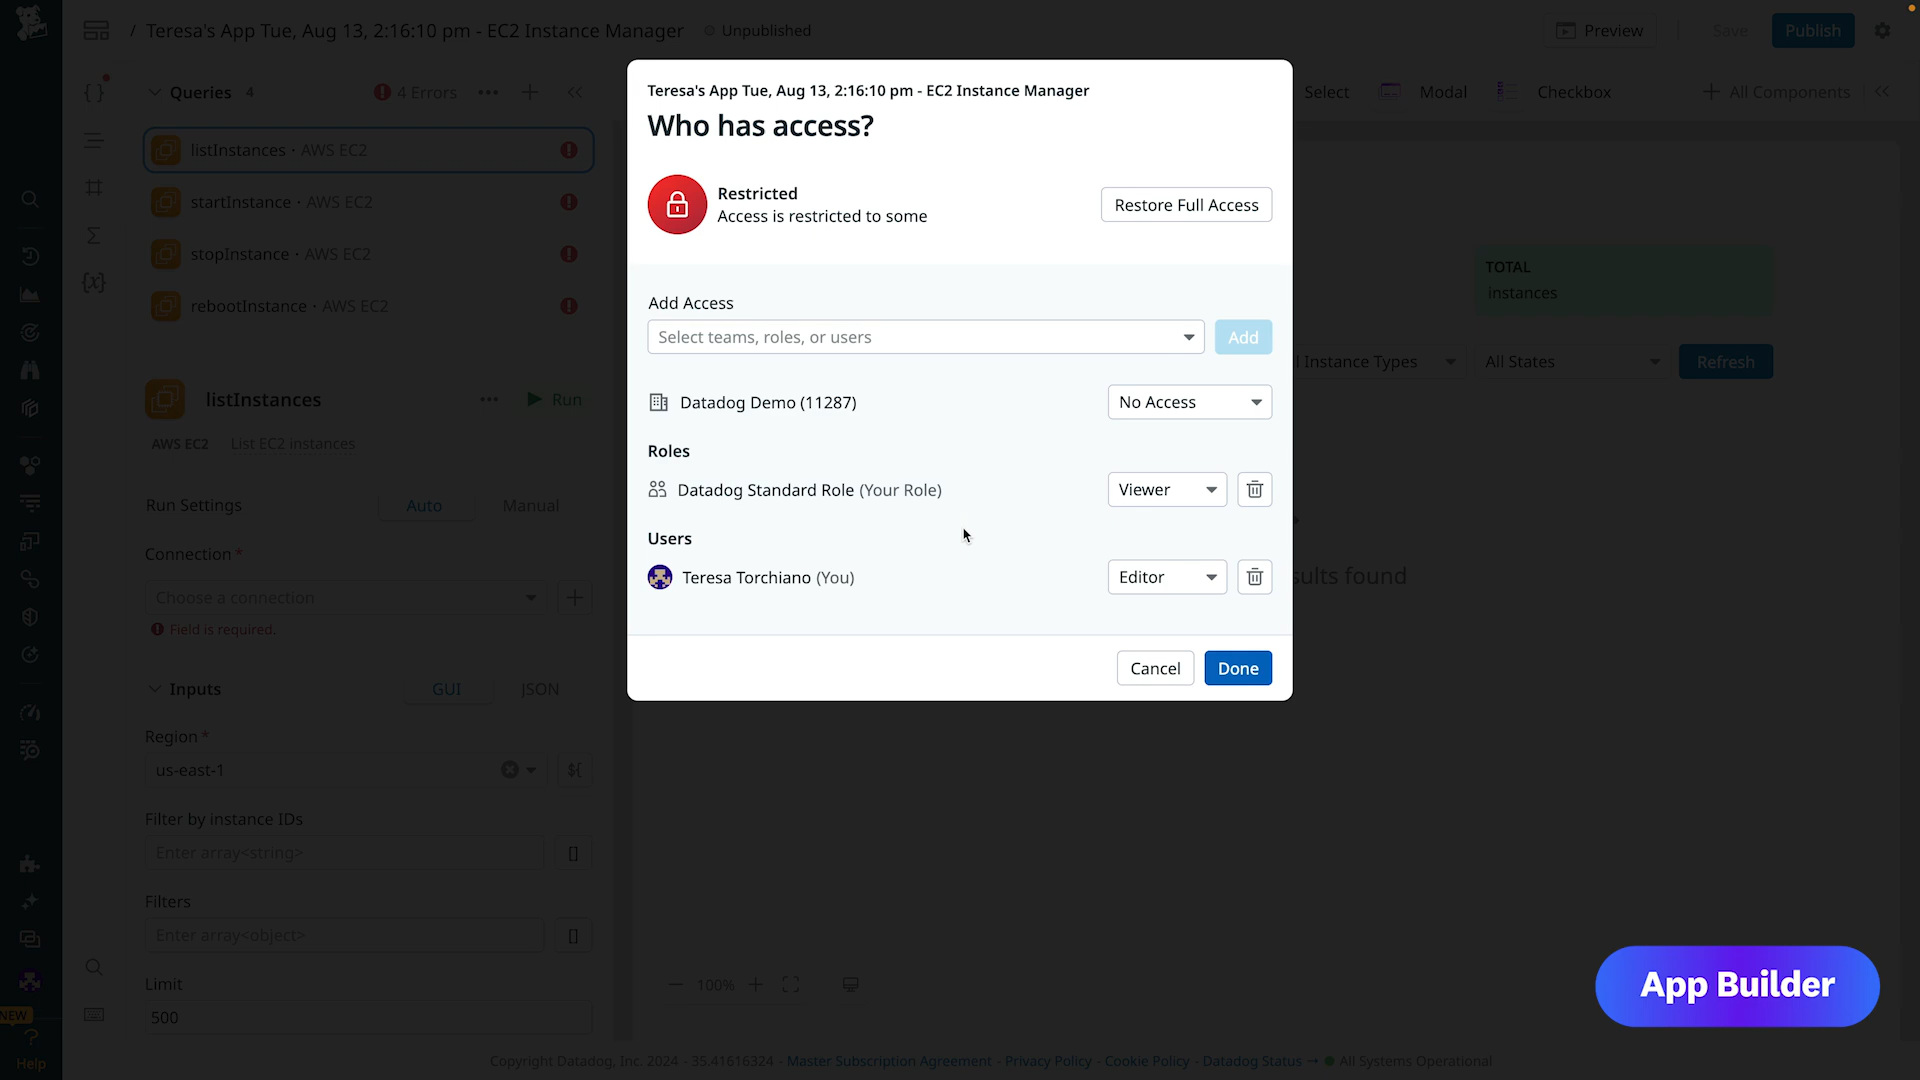 / Teresa's App Tue, Aug 13, 2:16:10 pm - EC2 Instance Manager
Unpublished
Preview
Save
Publish
Queries 4
4 Errors
Select
Modal
Checkbox
All Components
listInstances · AWS EC2
startInstance · AWS EC2
stopInstance · AWS EC2
rebootInstance · AWS EC2
listInstances
Run
AWS EC2 List EC2 instances
Run Settings
Auto
Manual
Connection*
Choose a connection
Field is required.
Inputs
GUI
JSON
Region*
us-east-1
${
Filter by instance IDs
Enter array<string>
[]
Filters
Enter array<object>
[]
Limit
500
NEW
?
Help
Teresa's App Tue, Aug 13, 2:16:10 pm - EC2 Instance Manager
Who has access?
Restricted
Access is restricted to some
Restore Full Access
Add Access
Select teams, roles, or users
Add
Datadog Demo (11287)
No Access
Roles
Datadog Standard Role (Your Role)
Viewer
Users
Teresa Torchiano (You)
Editor
Cancel
Done
TOTAL
instances
l Instance Types
All States
Refresh
sults found
100%
App Builder
Copyright Datadog, Inc. 2024 - 35.41616324 - Master Subscription Agreement - Privacy Policy - Cookie Policy - Datadog Status → All Systems Operational